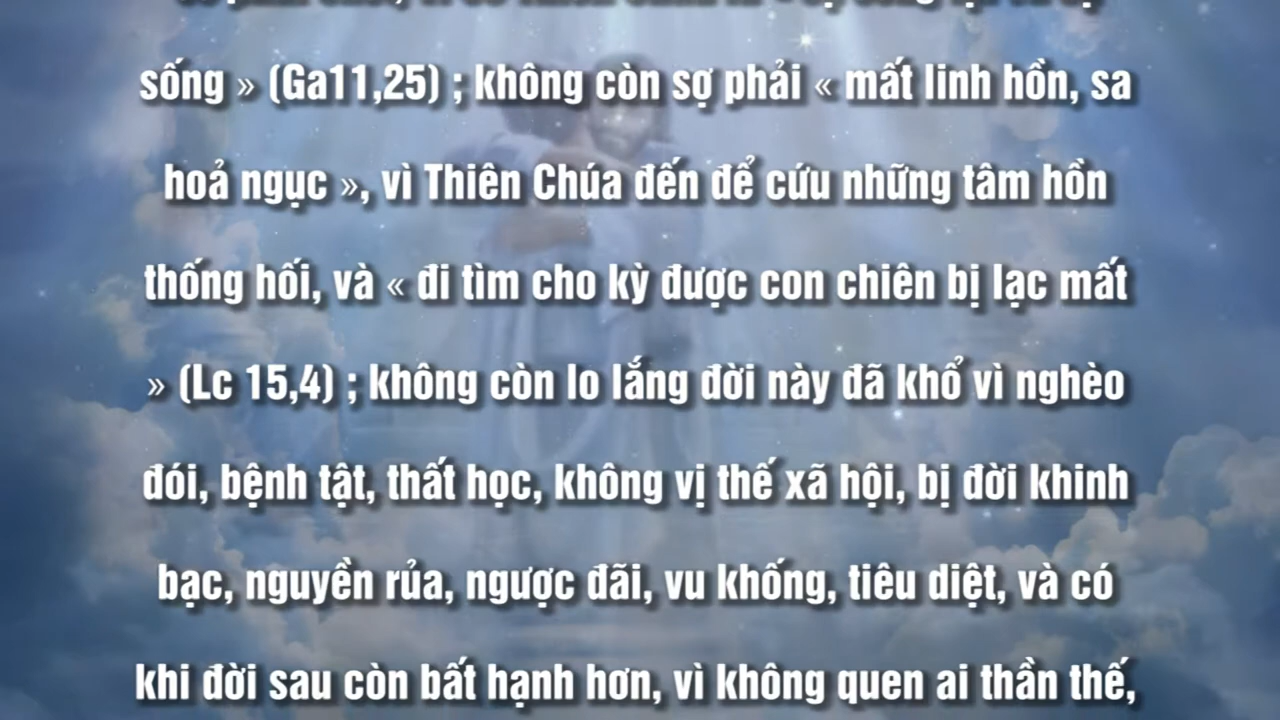 sống » (Ga11,25) ; không còn sợ phải « mất linh hồn, sa
hoả ngục », vì Thiên Chúa đến để cứu những tâm hồn
thống hối, và « đi tìm cho kỳ được con chiên bị lạc mất
» (Lc 15,4) ; không còn lo lắng đời này đã khổ vì nghèo
đói, bệnh tật, thất học, không vị thế xã hội, bị đời khinh
bạc, nguyền rủa, ngược đãi, vu khống, tiêu diệt, và có
khi đời sau còn bất hạnh hơn, vì không quen ai thần thế,